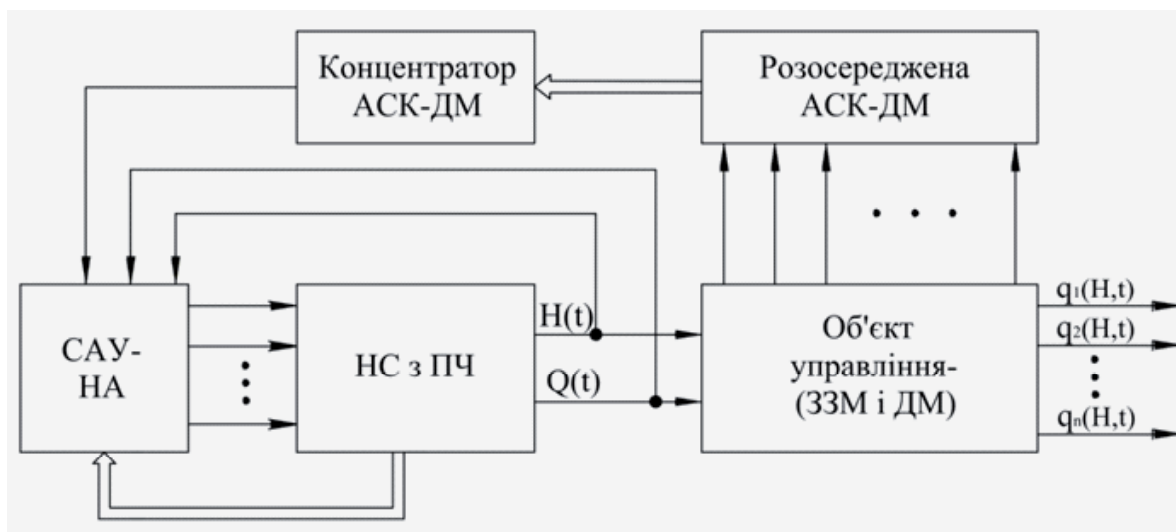 Концентратор
АСК-ДМ
Розосереджена
АСК-ДМ
САУ-
НА
НС з ПЧ
H(t)
Q(t)
Об'єкт
управління-
(ЗЗМ і ДМ)
q₁(H,t)
q₂(H,t)
qₙ(H,t)